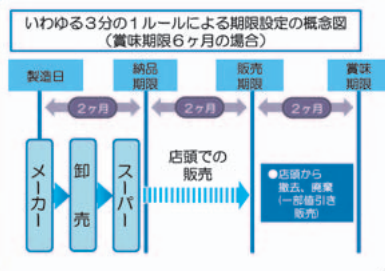 いわゆる3分の1ルールによる期限設定の概念図
(賞味期限6ヶ月の場合)
製造日
納品
期限
販売
期限
賞味
期限
2ヶ月
2ヶ月
2ヶ月
メーカー
卸売
スーパー
店頭での
販売
●店頭から
撤去、廃棄
(一部値引き
販売)